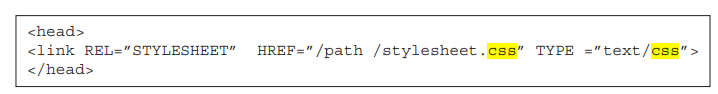 <head>
<link REL=”STYLESHEET”  HREF=”/path /stylesheet.css” TYPE =”text/css”>
</head>